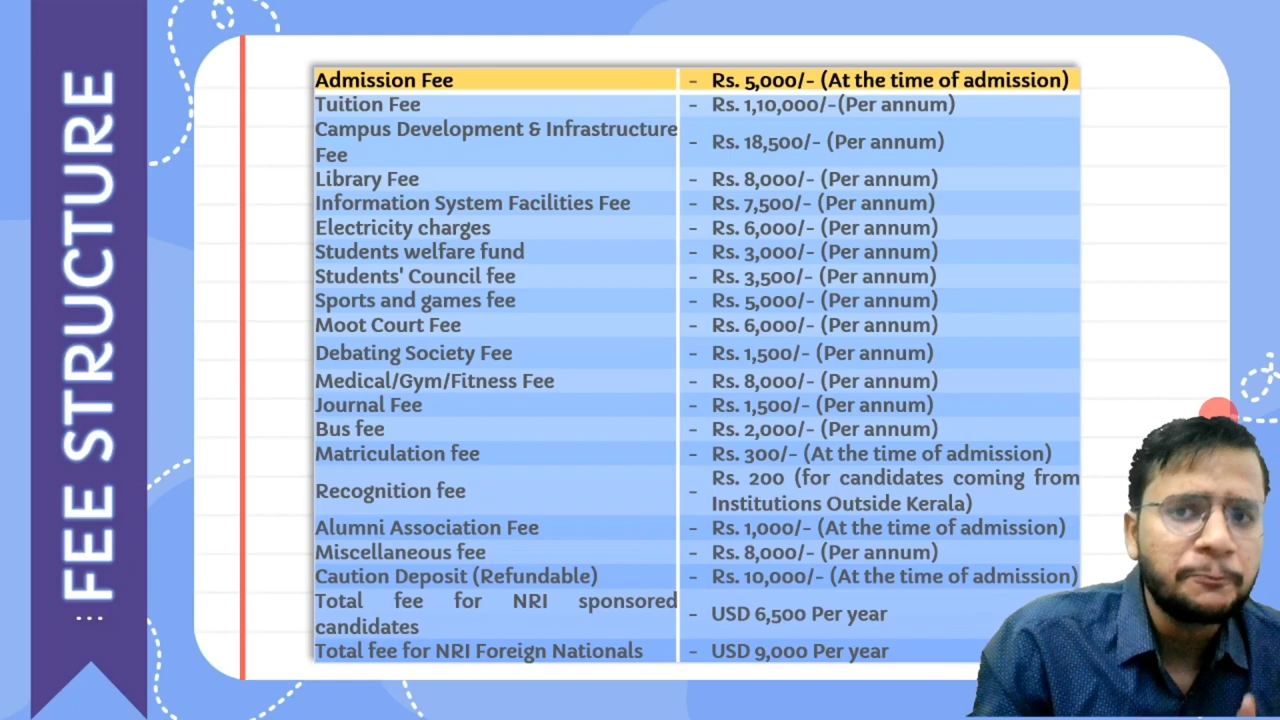 FEE STRUCTURE
Admission Fee - Rs. 5,000/- (At the time of admission)
Tuition Fee - Rs. 1,10,000/-(Per annum)
Campus Development & Infrastructure
Fee - Rs. 18,500/- (Per annum)
Library Fee - Rs. 8,000/- (Per annum)
Information System Facilities Fee - Rs. 7,500/- (Per annum)
Electricity charges - Rs. 6,000/- (Per annum)
Students welfare fund - Rs. 3,000/- (Per annum)
Students' Council fee - Rs. 3,500/- (Per annum)
Sports and games fee - Rs. 5,000/- (Per annum)
Moot Court Fee - Rs. 6,000/- (Per annum)
Debating Society Fee - Rs. 1,500/- (Per annum)
Medical/Gym/Fitness Fee - Rs. 8,000/- (Per annum)
Journal Fee - Rs. 1,500/- (Per annum)
Bus fee - Rs. 2,000/- (Per annum)
Matriculation fee - Rs. 300/- (At the time of admission)
Recognition fee - Rs. 200 (for candidates coming from
Institutions Outside Kerala)
Alumni Association Fee - Rs. 1,000/- (At the time of admission)
Miscellaneous fee - Rs. 8,000/- (Per annum)
Caution Deposit (Refundable) - Rs. 10,000/- (At the time of admission)
Total fee for NRI sponsored
candidates - USD 6,500 Per year
Total fee for NRI Foreign Nationals - USD 9,000 Per year